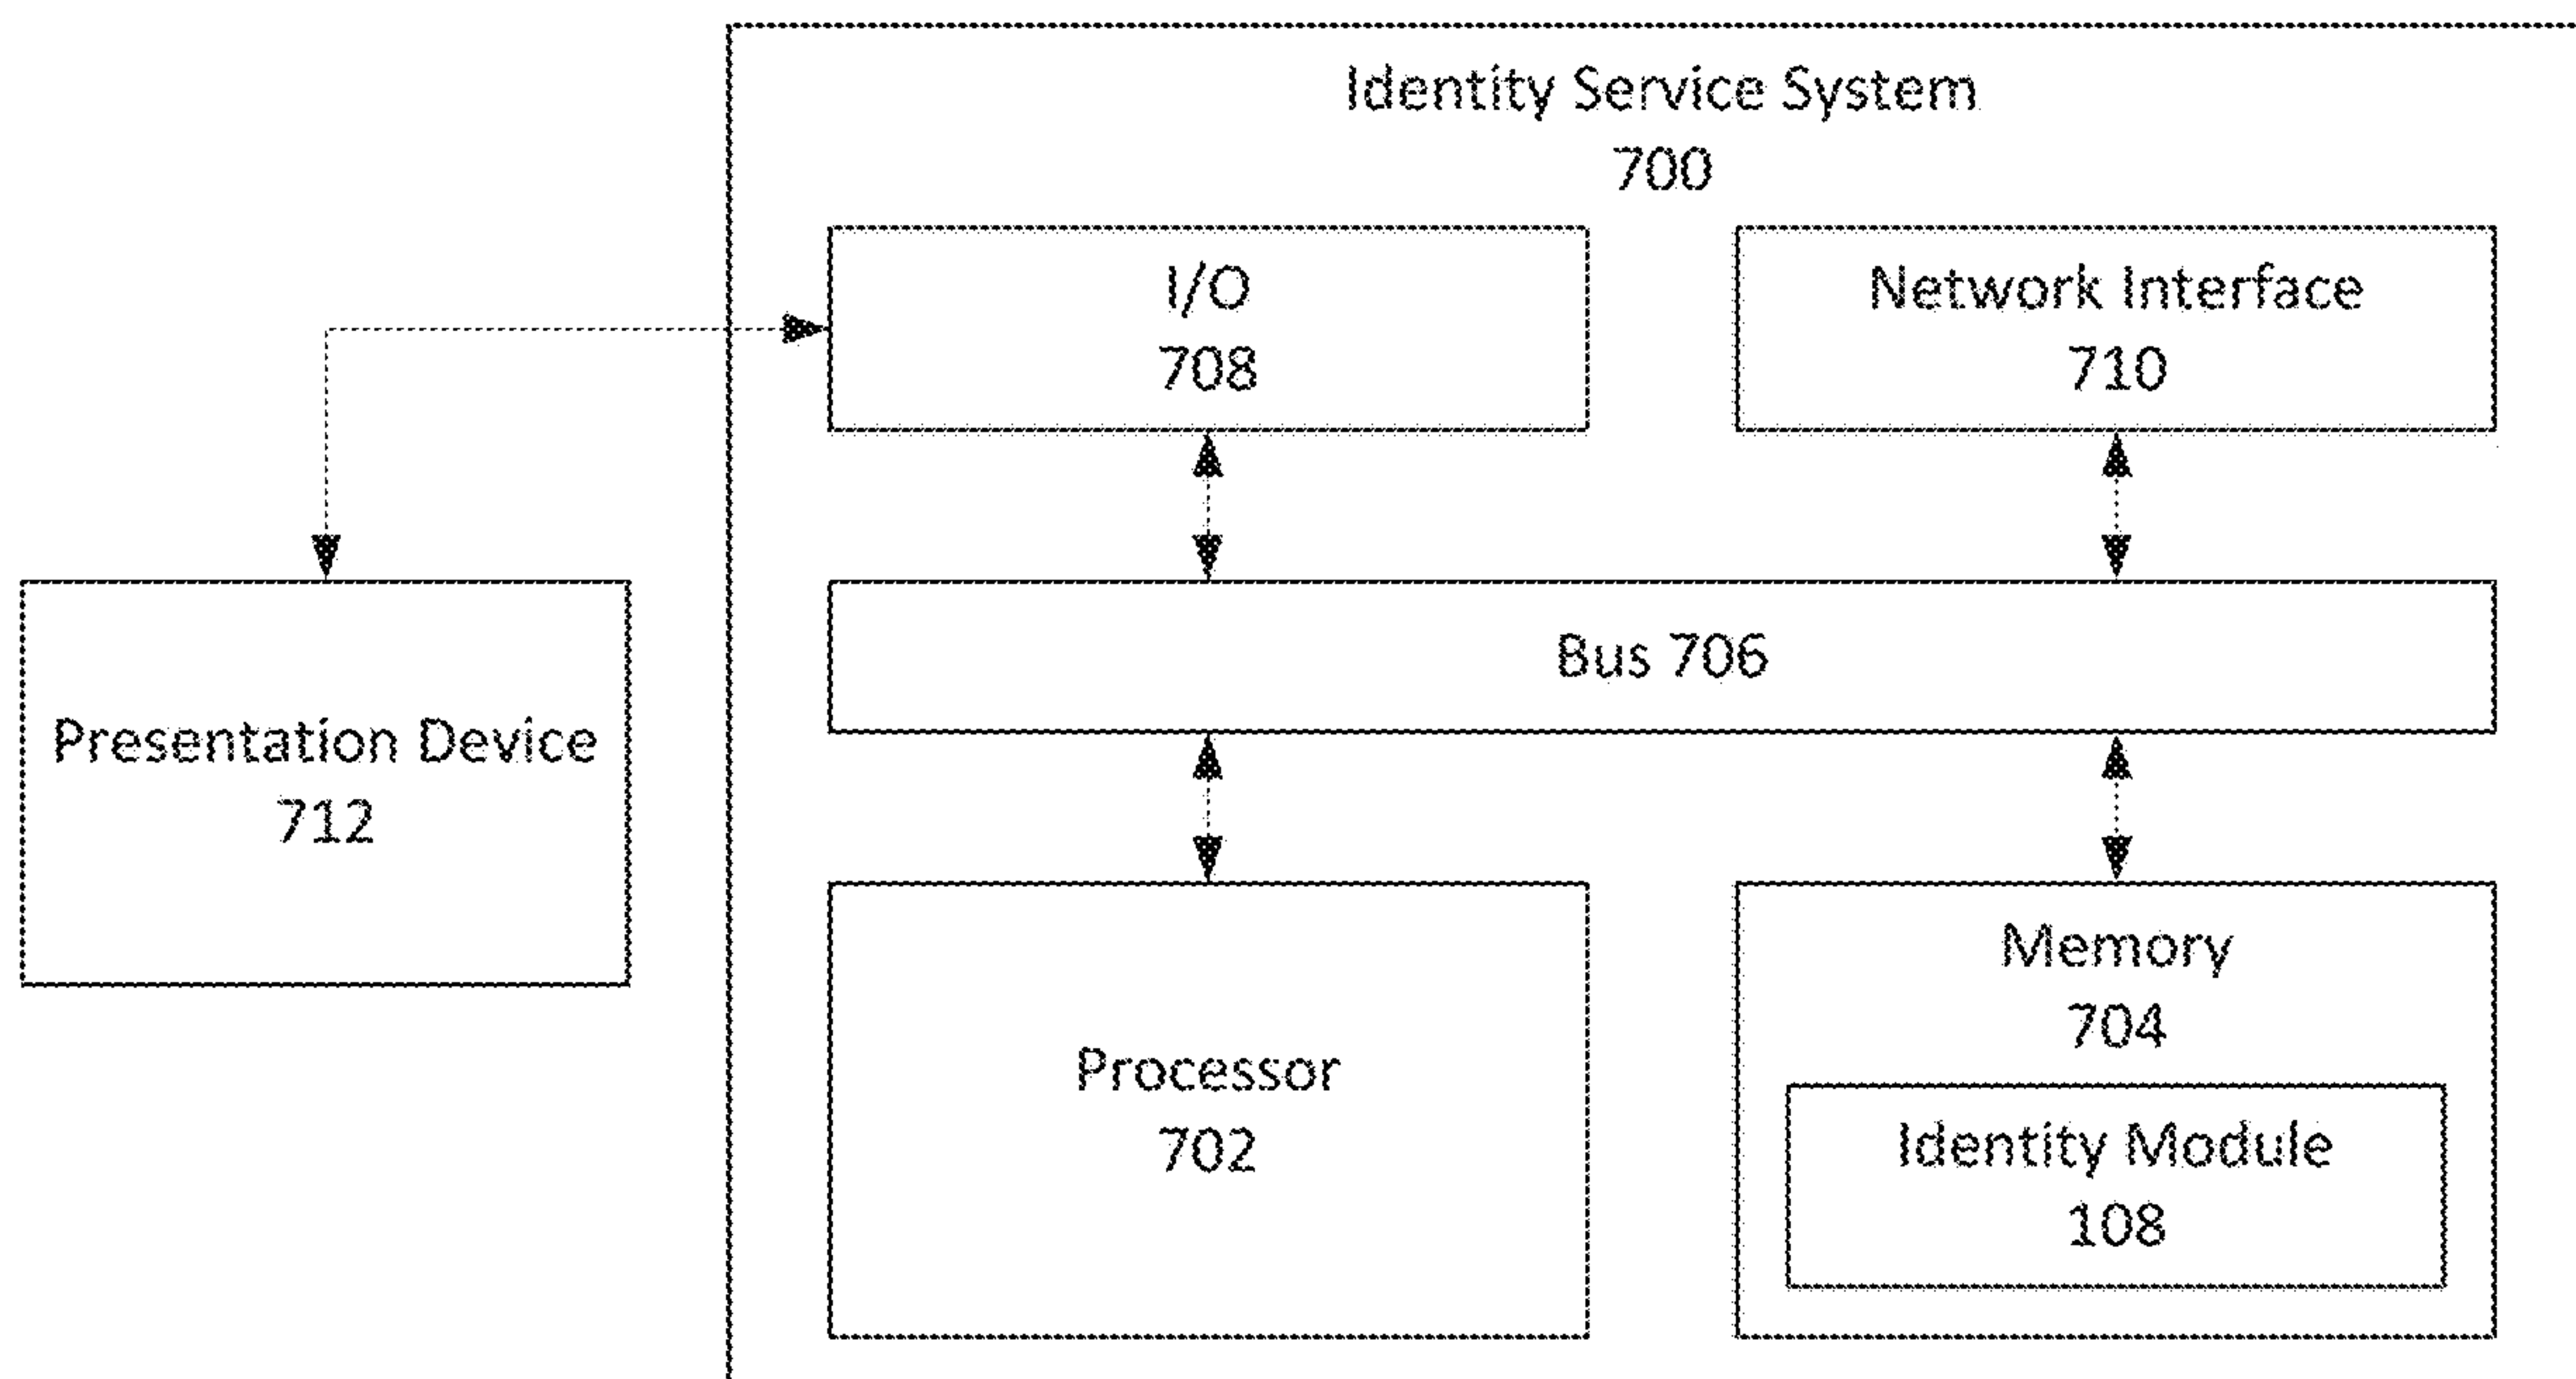 Identity Service System
700
I/O
708
Network Interface
710
Bus 706
Presentation Device
712
Processor
702
Memory
704
Identity Module
108